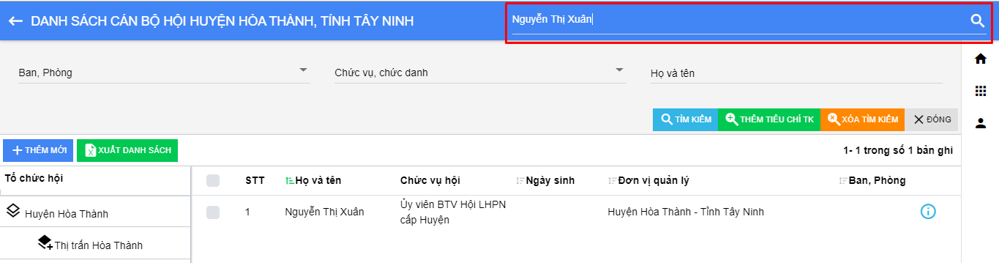 DANH SÁCH CÁN BỘ HỘI HUYỆN HÒA THÀNH, TỈNH TÂY NINH
Nguyễn Thị Xuân
Ban, Phòng
Chức vụ, chức danh
Họ và tên
TÌM KIẾM
THÊM TIÊU CHÍ TK
XÓA TÌM KIẾM
ĐÓNG
THÊM MỚI
XUẤT DANH SÁCH
1- 1 trong số 1 bản ghi
Tổ chức hội
STT
Họ và tên
Chức vụ hội
Ngày sinh
Đơn vị quản lý
Ban, Phòng
Huyện Hòa Thành
Thị trấn Hòa Thành
1
Nguyễn Thị Xuân
Ủy viên BTV Hội LHPN
cấp Huyện
Huyện Hòa Thành - Tỉnh Tây Ninh